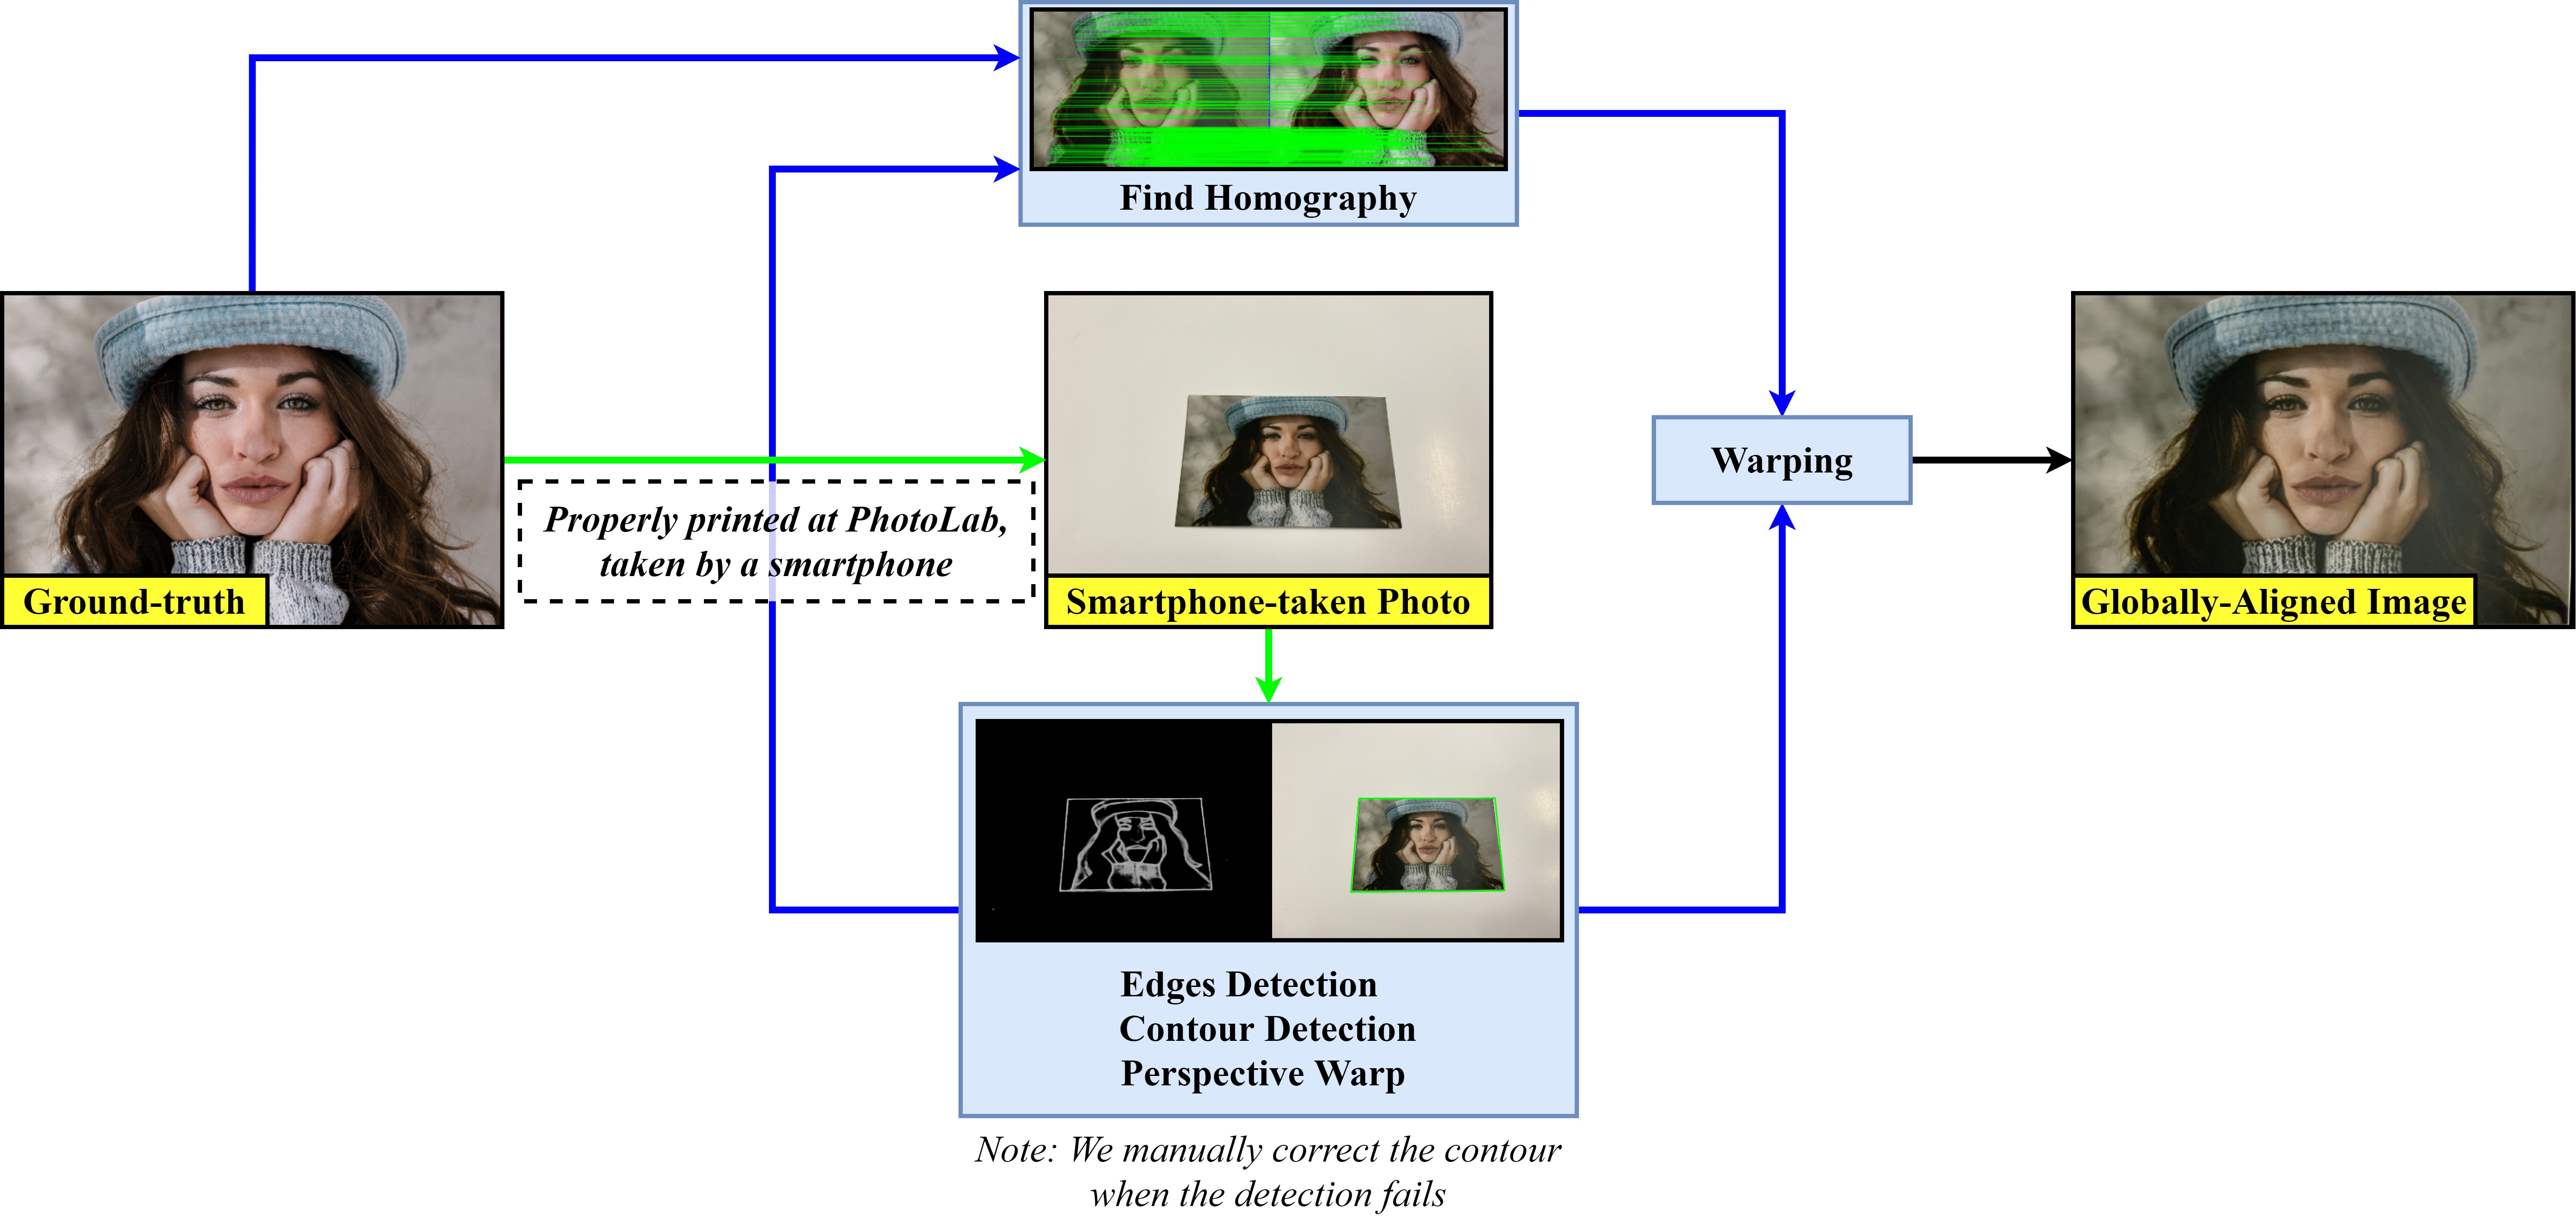 Find Homography
Ground-truth
Properly printed at PhotoLab,
taken by a smartphone
Smartphone-taken Photo
Warping
Globally-Aligned Image
Edges Detection
Contour Detection
Perspective Warp
Note: We manually correct the contour
when the detection fails